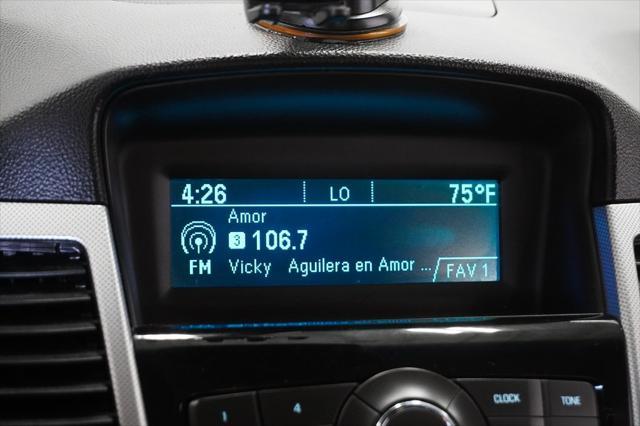 4:26 LO 75°F
Amor
3 106.7
FM Vicky Aguilera en Amor ... FAV 1
1 4 CLOCK TONE